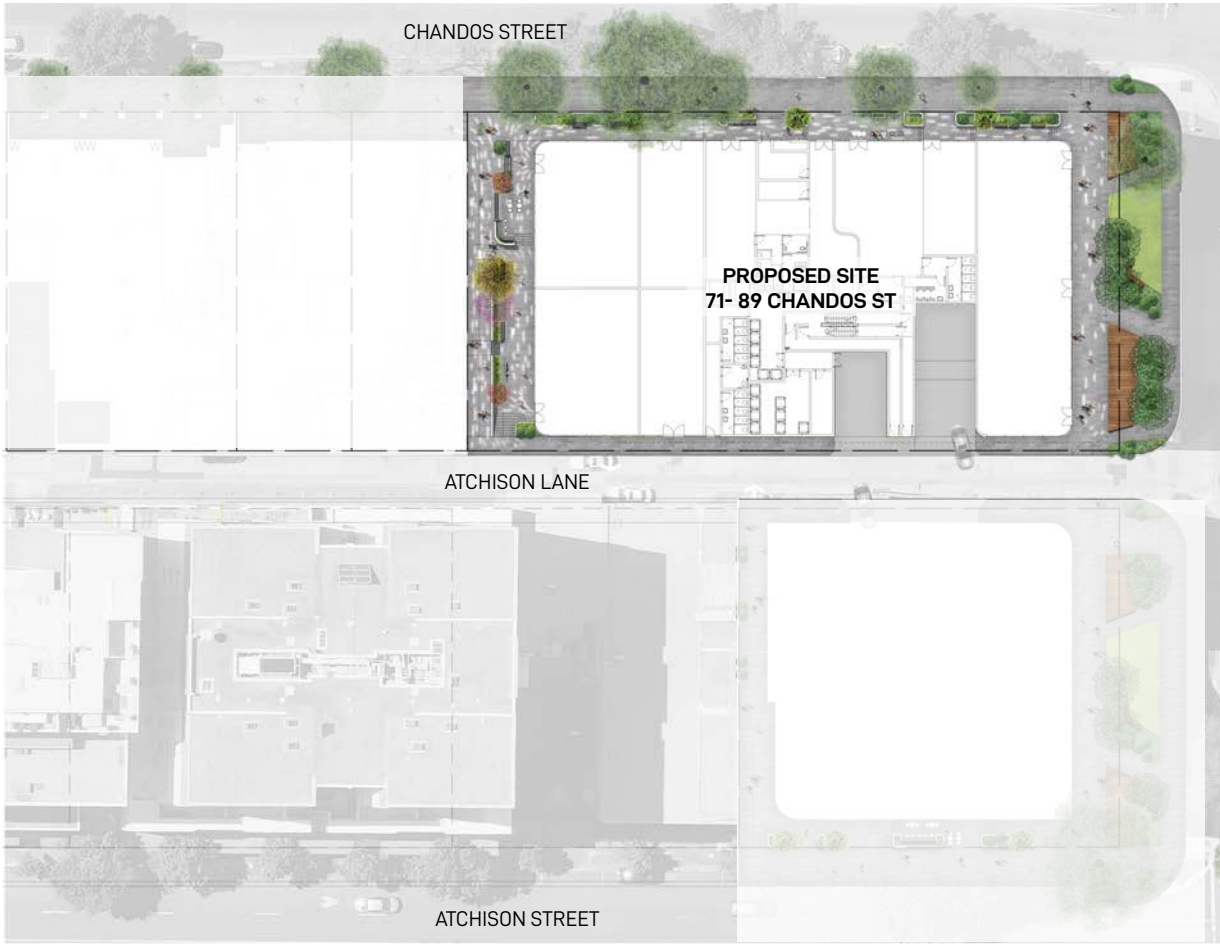 CHANDOS STREET
PROPOSED SITE
71- 89 CHANDOS ST
ATCHISON LANE
ATCHISON STREET